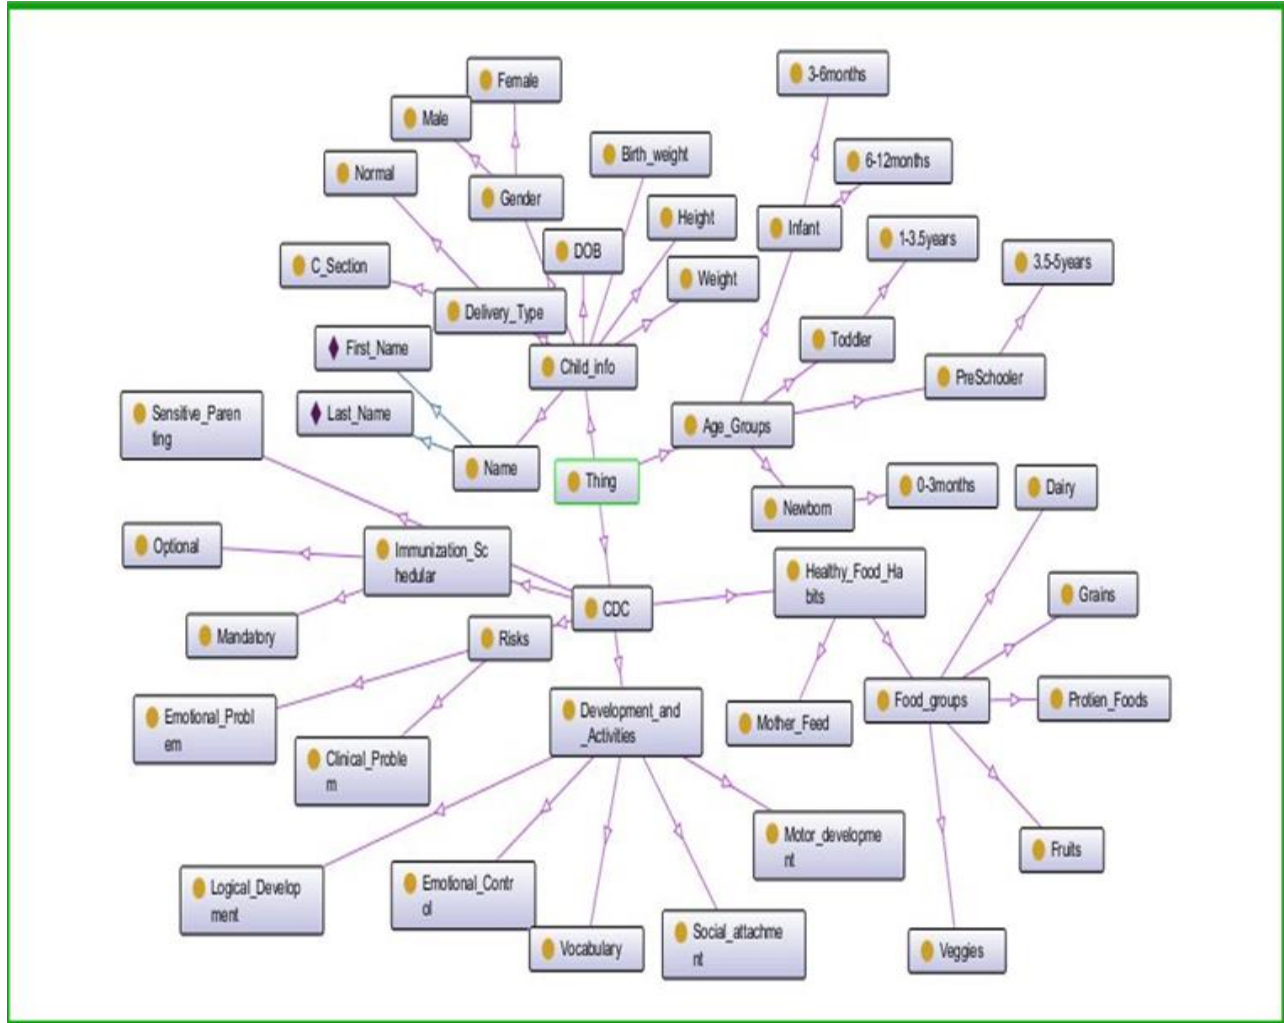 3-6months
Female
Male
6-12months
Birth_weight
Normal
Gender
Height
Infant
1-3.5years
DOB
3.5-5years
C_Section
Weight
Delivery_Type
Toddler
First_Name
Child_info
PreSchooler
Sensitive_Paren
ting
Last_Name
Age_Groups
Name
Thing
0-3months
Dairy
Newborn
Optional
Immunization_Sc
hedular
Healthy_Food_Ha
bits
Grains
CDC
Mandatory
Risks
Food_groups
Protien_Foods
Emotional_Probl
em
Development_and
_Activities
Mother_Feed
Clinical_Proble
m
Motor_developme
nt
Fruits
Logical_Develop
ment
Emotional_Contr
ol
Vocabulary
Social_attachme
nt
Veggies